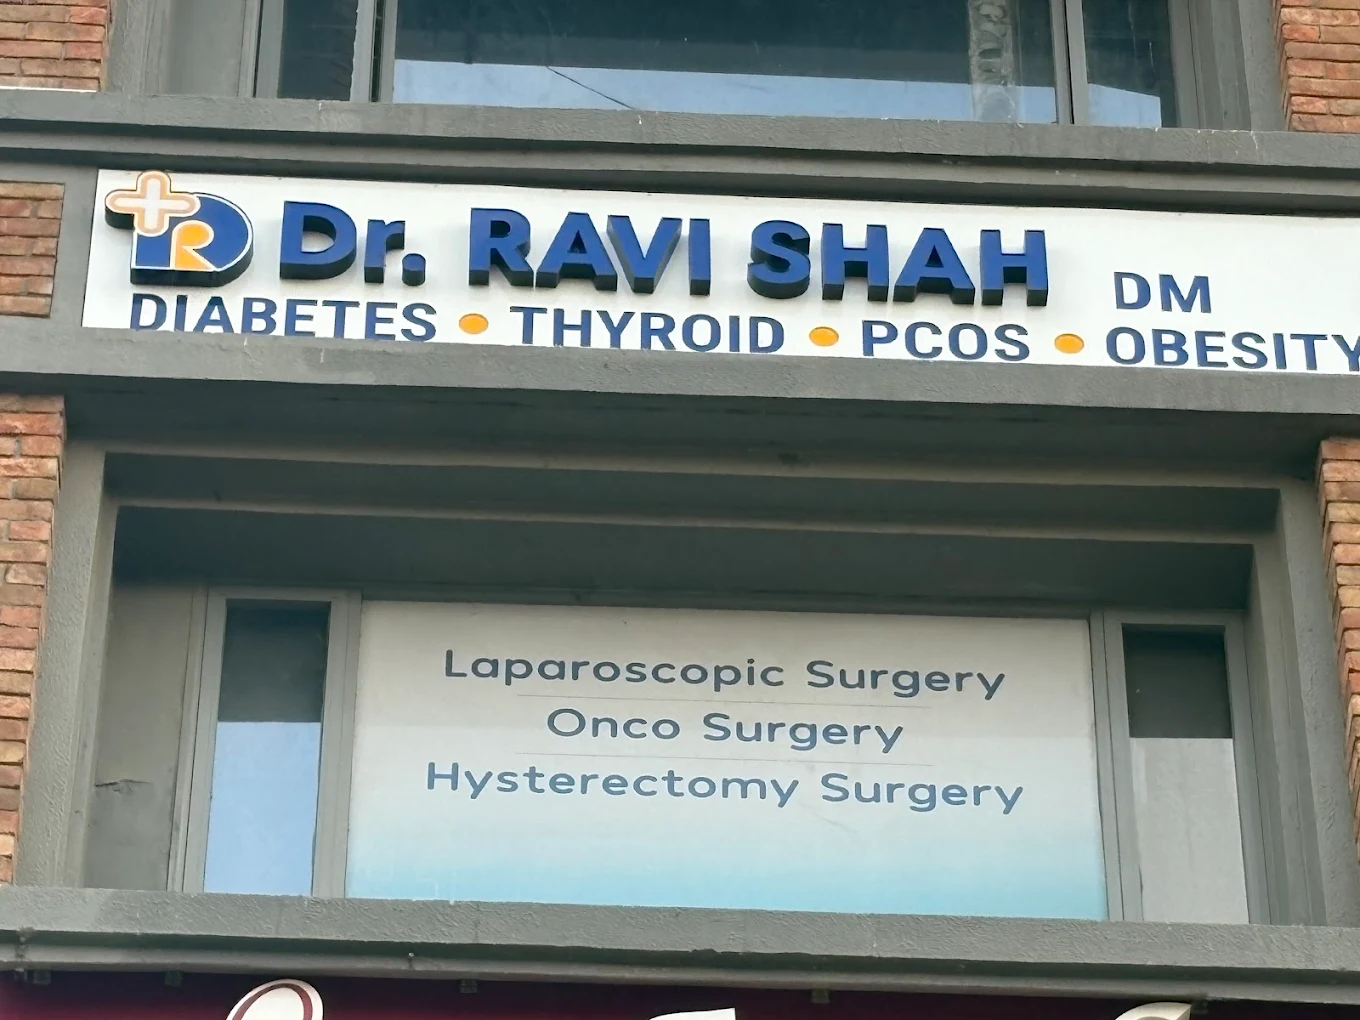 Dr. RAVI SHAH DM
DIABETES • THYROID • PCOS • OBESITY
Laparoscopic Surgery
Onco Surgery
Hysterectomy Surgery